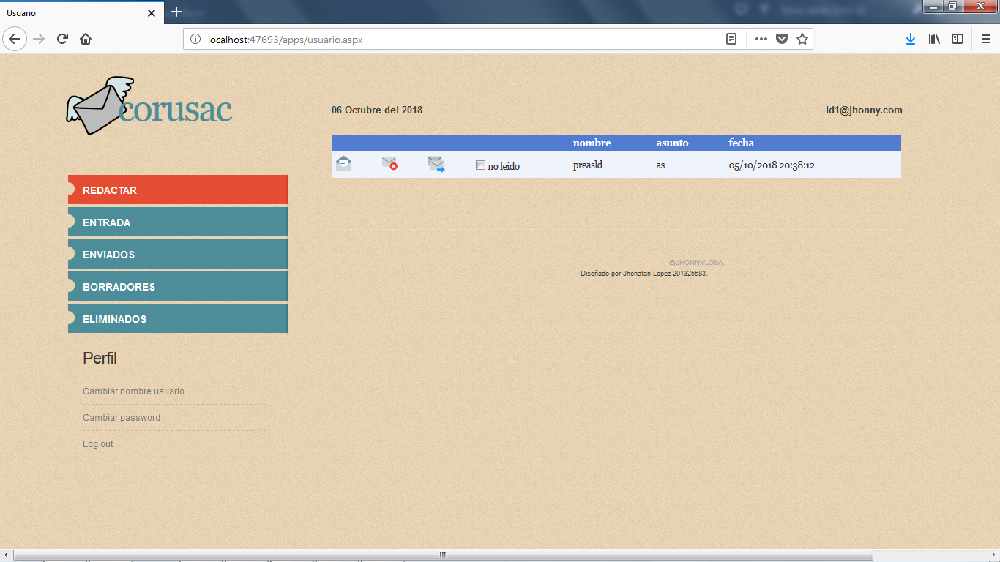 Usuario
localhost:47693/apps/usuario.aspx
corusac
06 Octubre del 2018
id1@jhonny.com
nombre asunto fecha
no leido preasld as 05/10/2018 20:38:12
REDACTAR
ENTRADA
ENVIADOS
BORRADORES
ELIMINADOS
@JHONNYLOSA.
Diseñado por Jhonatan Lopez 201325583.
Perfil
Cambiar nombre usuario
Cambiar password
Log out